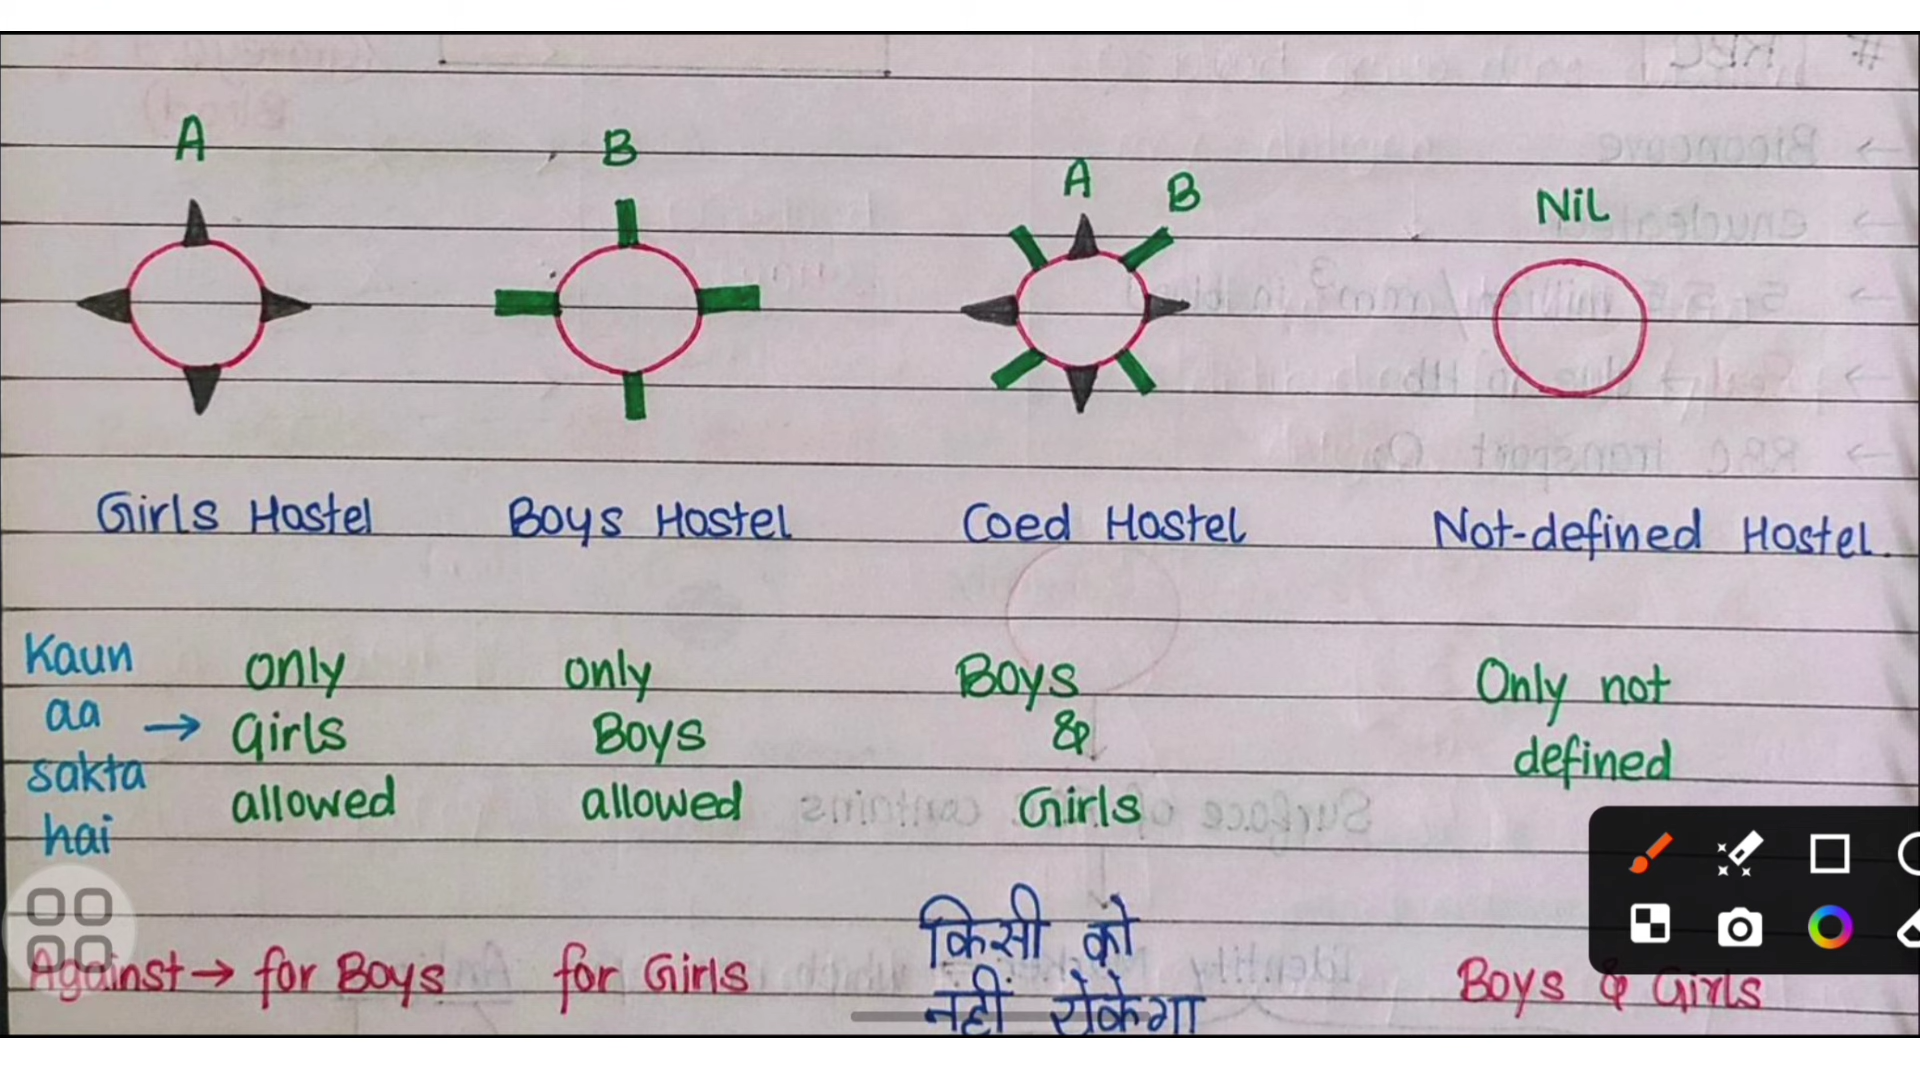 A
B
A B
Nil
Girls Hostel Boys Hostel Coed Hostel Not-defined Hostel.
Kaun aa sakta hai → only Girls allowed
only Boys allowed
Boys & Girls
Only not defined
Against → for Boys for Girls किसी को नहीं रोकेगा Boys & Girls